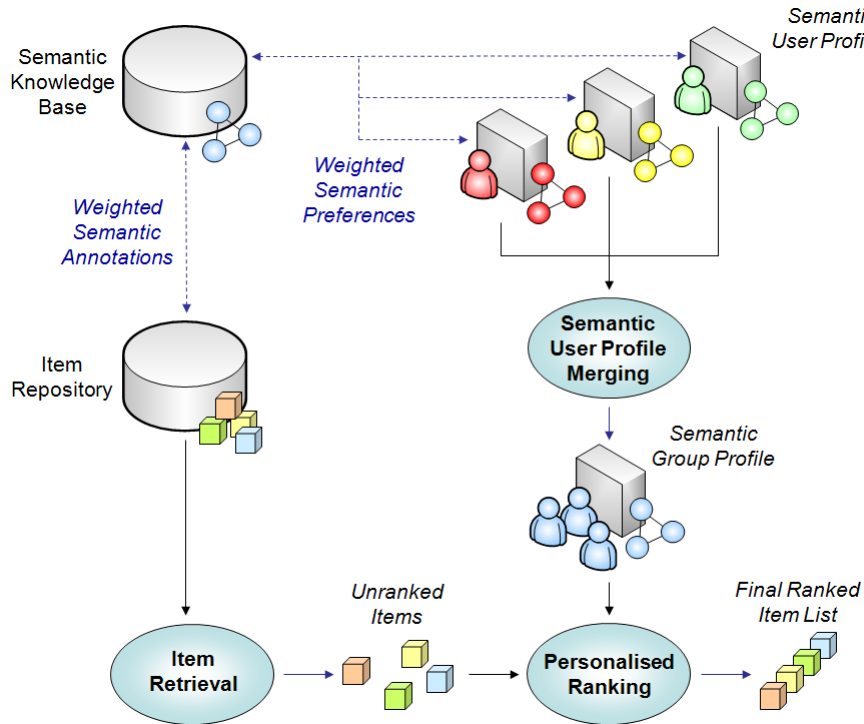 Semantic
Knowledge
Base
Semanti
User Profi
Weighted
Semantic
Preferences
Weighted
Semantic
Annotations
Semantic
User Profile
Merging
Item
Repository
Semantic
Group Profile
Unranked
Items
Final Ranked
Item List
Item
Retrieval
Personalised
Ranking